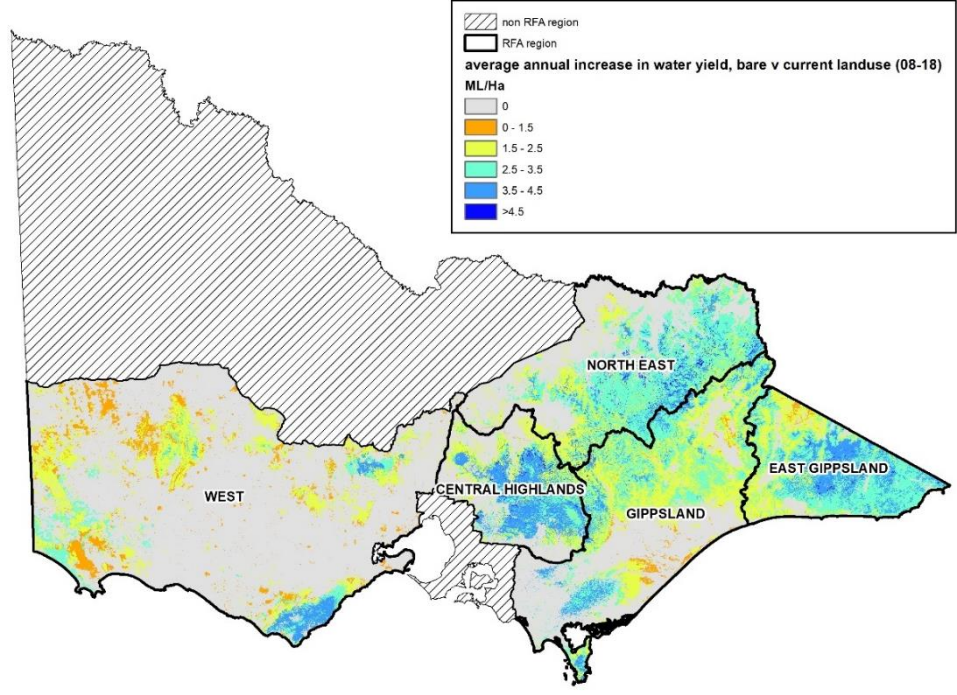 non RFA region
RFA region
average annual increase in water yield, bare v current landuse (08-18)
ML/Ha
0
0 - 1.5
1.5 - 2.5
2.5 - 3.5
3.5 - 4.5
>4.5
NORTH EAST
WEST
CENTRAL HIGHLANDS
EAST GIPPSLAND
GIPPSLAND